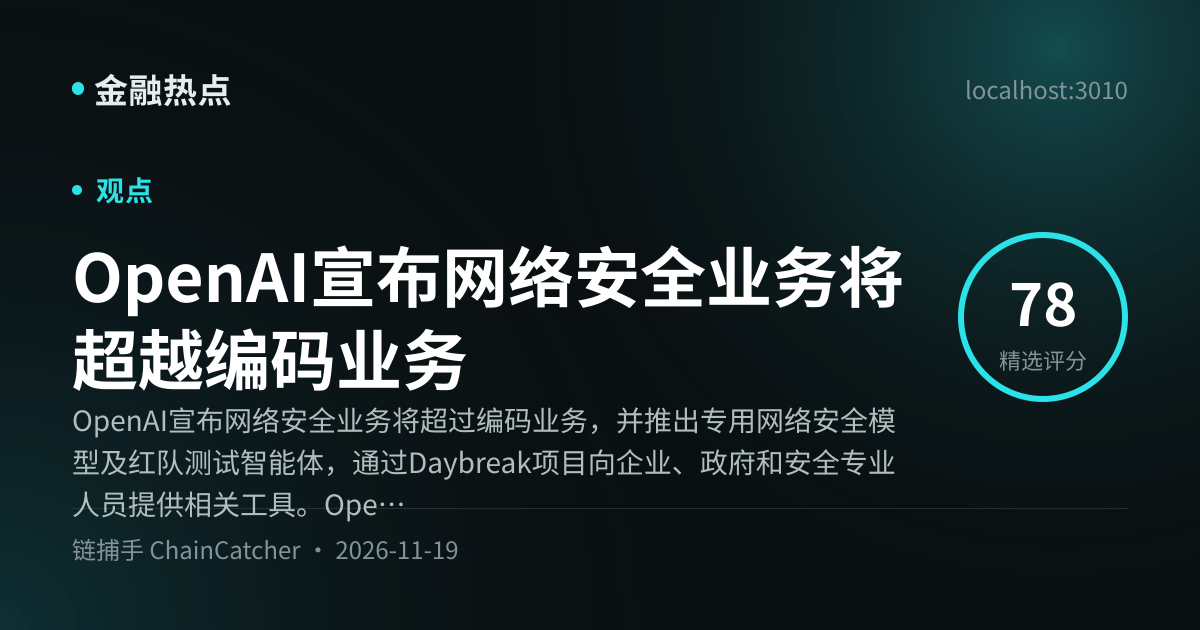 金融热点
localhost:3010
观点
OpenAI宣布网络安全业务将
超越编码业务
78
精选评分
OpenAI宣布网络安全业务将超过编码业务，并推出专用网络安全模
型及红队测试智能体，通过Daybreak项目向企业、政府和安全专业
人员提供相关工具。Ope…
链捕手 ChainCatcher • 2026-11-19